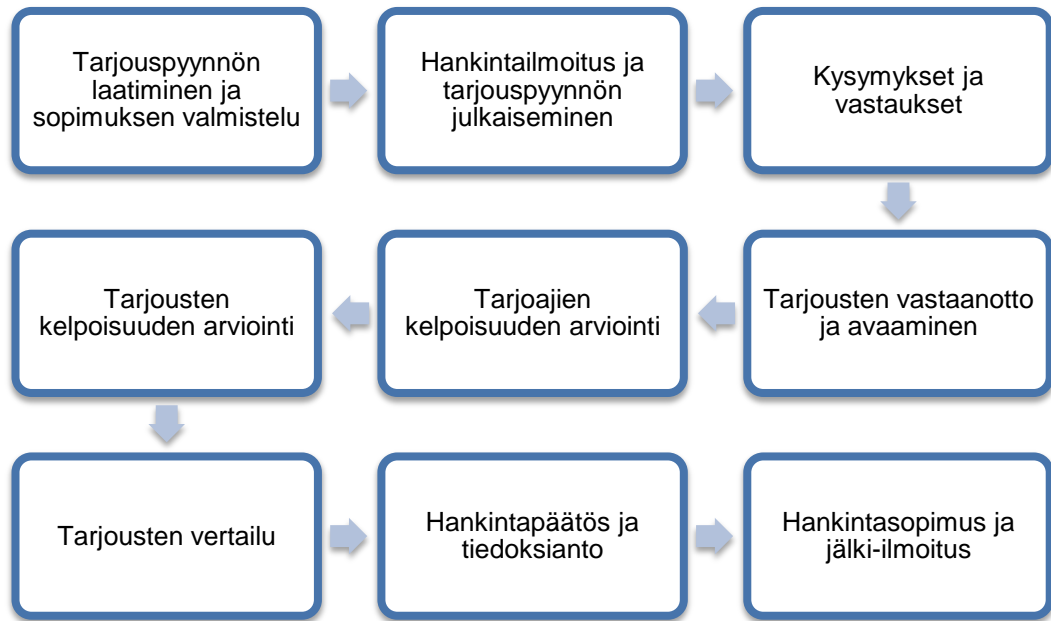 Tarjouspyynnön
laatiminen ja
sopimuksen valmistelu
Hankintailmoitus ja
tarjouspyynnön
julkaiseminen
Kysymykset ja
vastaukset
Tarjousten vastaanotto
ja avaaminen
Tarjoajien
kelpoisuuden arviointi
Tarjousten
kelpoisuuden arviointi
Tarjousten vertailu
Hankintapäätös ja
tiedoksianto
Hankintasopimus ja
jälki-ilmoitus